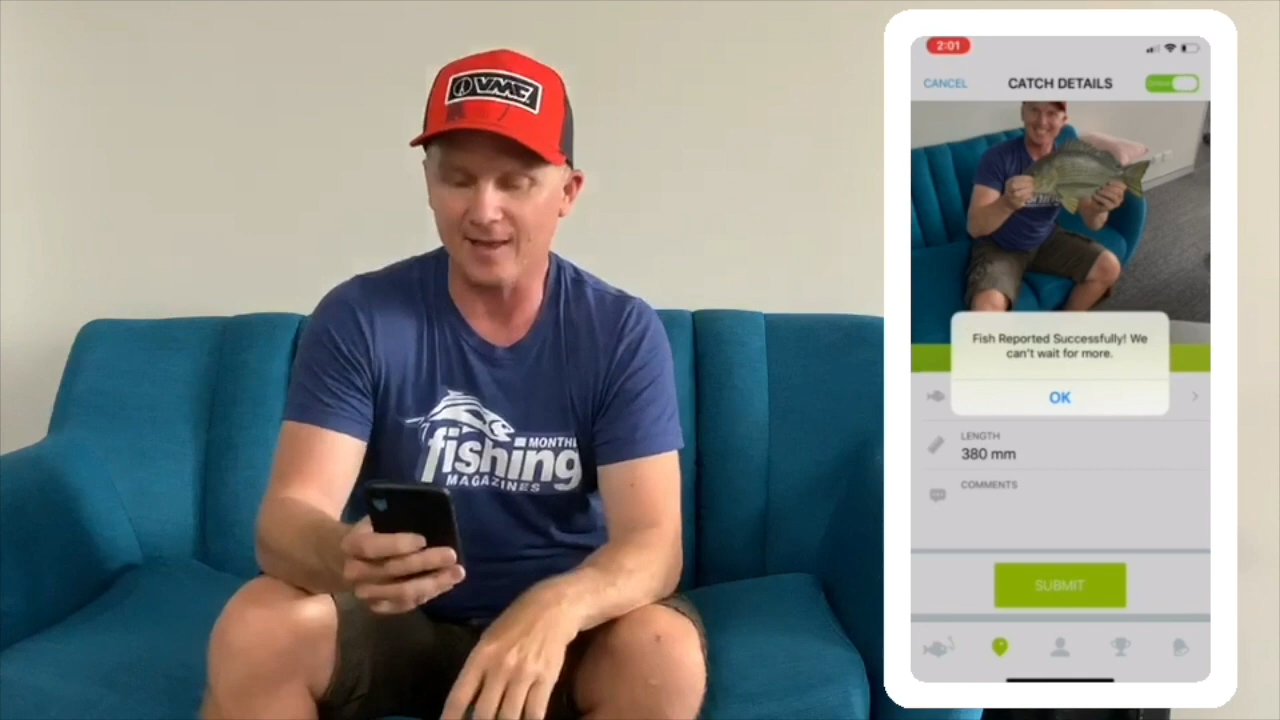 VMC
MONTHL
fishing
MAGAZINES
2:01
CANCEL
CATCH DETAILS
Fish Reported Successfully! We
can't wait for more.
OK
LENGTH
380 mm
COMMENTS
SUBMIT